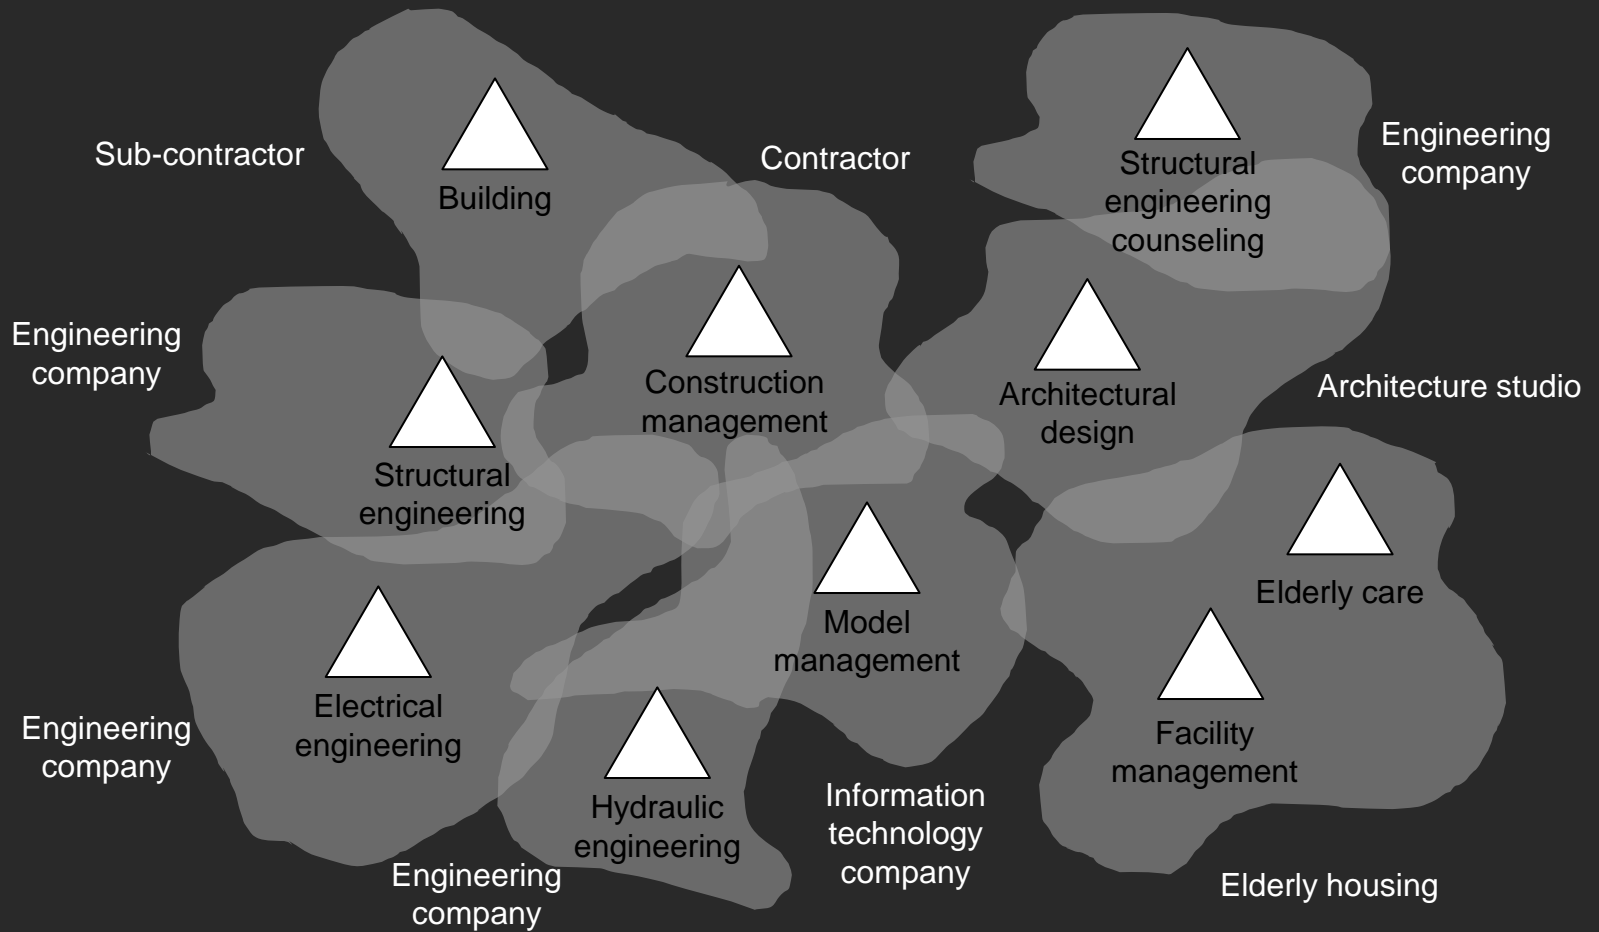 Sub-contractor
Building
Contractor
Structural
engineering
counseling
Engineering
company
Engineering
company
Structural
engineering
Construction
management
Architectural
design
Architecture studio
Elderly care
Model
management
Facility
management
Electrical
engineering
Engineering
company
Hydraulic
engineering
Engineering
company
Information
technology
company
Elderly housing